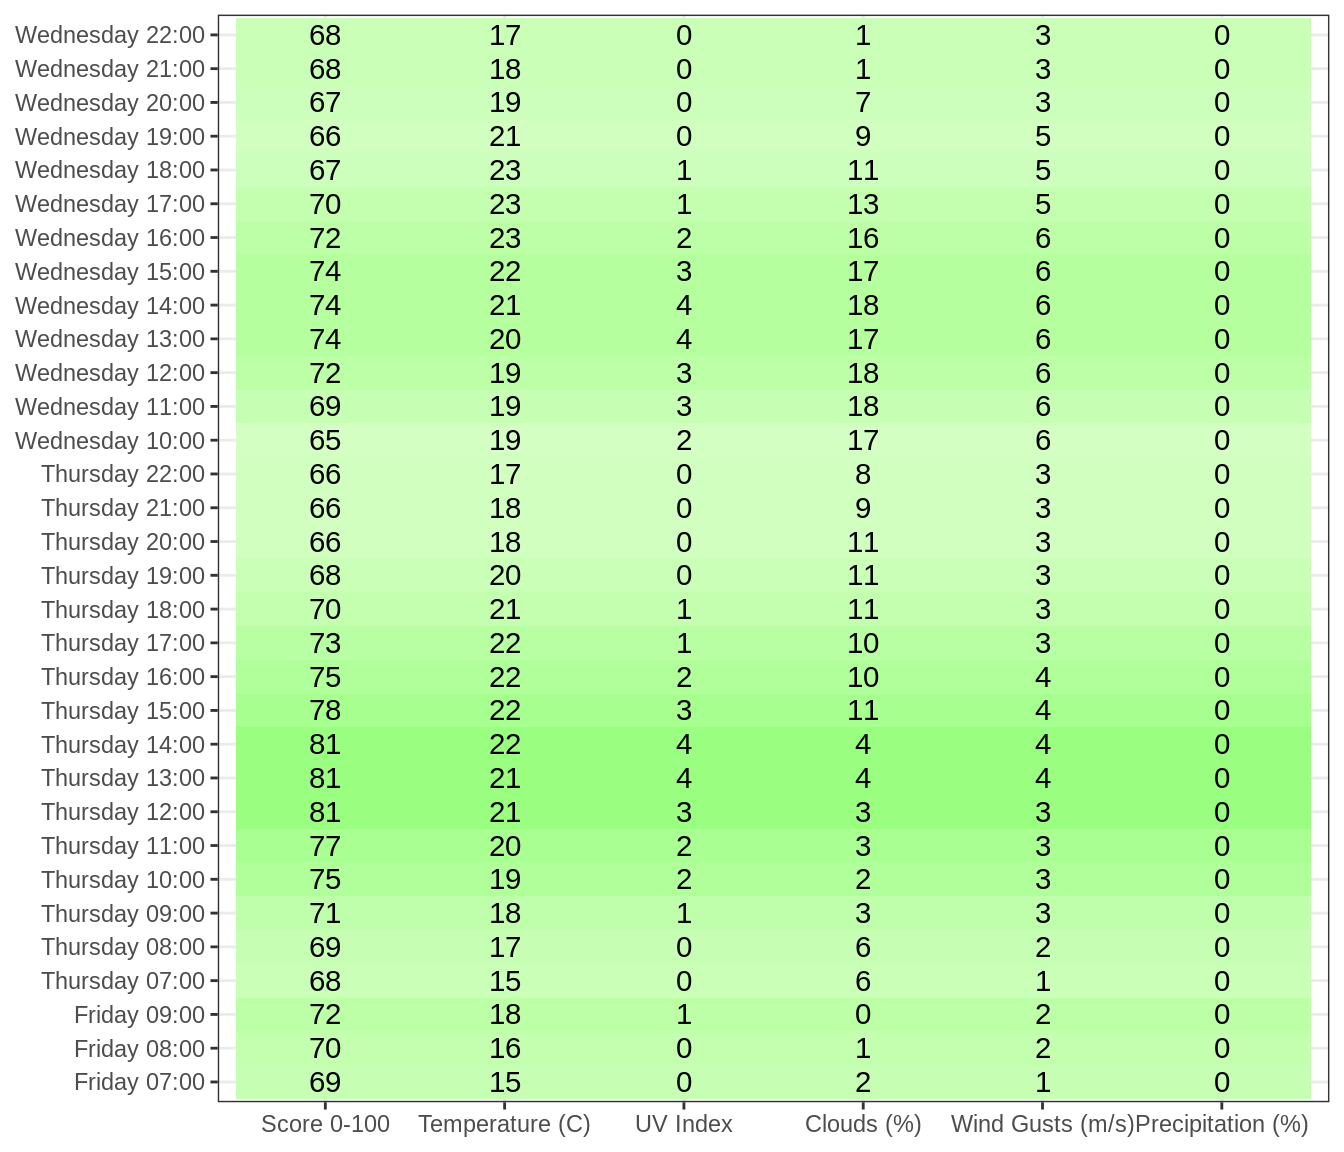 Wednesday 22:00 68 17 0 1 3 0
Wednesday 21:00 68 18 0 1 3 0
Wednesday 20:00 67 19 0 7 3 0
Wednesday 19:00 66 21 0 9 5 0
Wednesday 18:00 67 23 1 11 5 0
Wednesday 17:00 70 23 1 13 5 0
Wednesday 16:00 72 23 2 16 6 0
Wednesday 15:00 74 22 3 17 6 0
Wednesday 14:00 74 21 4 18 6 0
Wednesday 13:00 74 20 4 17 6 0
Wednesday 12:00 72 19 3 18 6 0
Wednesday 11:00 69 19 3 18 6 0
Wednesday 10:00 65 19 2 17 6 0
Thursday 22:00 66 17 0 8 3 0
Thursday 21:00 66 18 0 9 3 0
Thursday 20:00 66 18 0 11 3 0
Thursday 19:00 68 20 0 11 3 0
Thursday 18:00 70 21 1 11 3 0
Thursday 17:00 73 22 1 10 3 0
Thursday 16:00 75 22 2 10 4 0
Thursday 15:00 78 22 3 11 4 0
Thursday 14:00 81 22 4 4 4 0
Thursday 13:00 81 21 4 4 4 0
Thursday 12:00 81 21 3 3 3 0
Thursday 11:00 77 20 2 3 3 0
Thursday 10:00 75 19 2 2 3 0
Thursday 09:00 71 18 1 3 3 0
Thursday 08:00 69 17 0 6 2 0
Thursday 07:00 68 15 0 6 1 0
Friday 09:00 72 18 1 0 2 0
Friday 08:00 70 16 0 1 2 0
Friday 07:00 69 15 0 2 1 0
Score 0-100 Temperature (C) UV Index Clouds (%) Wind Gusts (m/s) Precipitation (%)